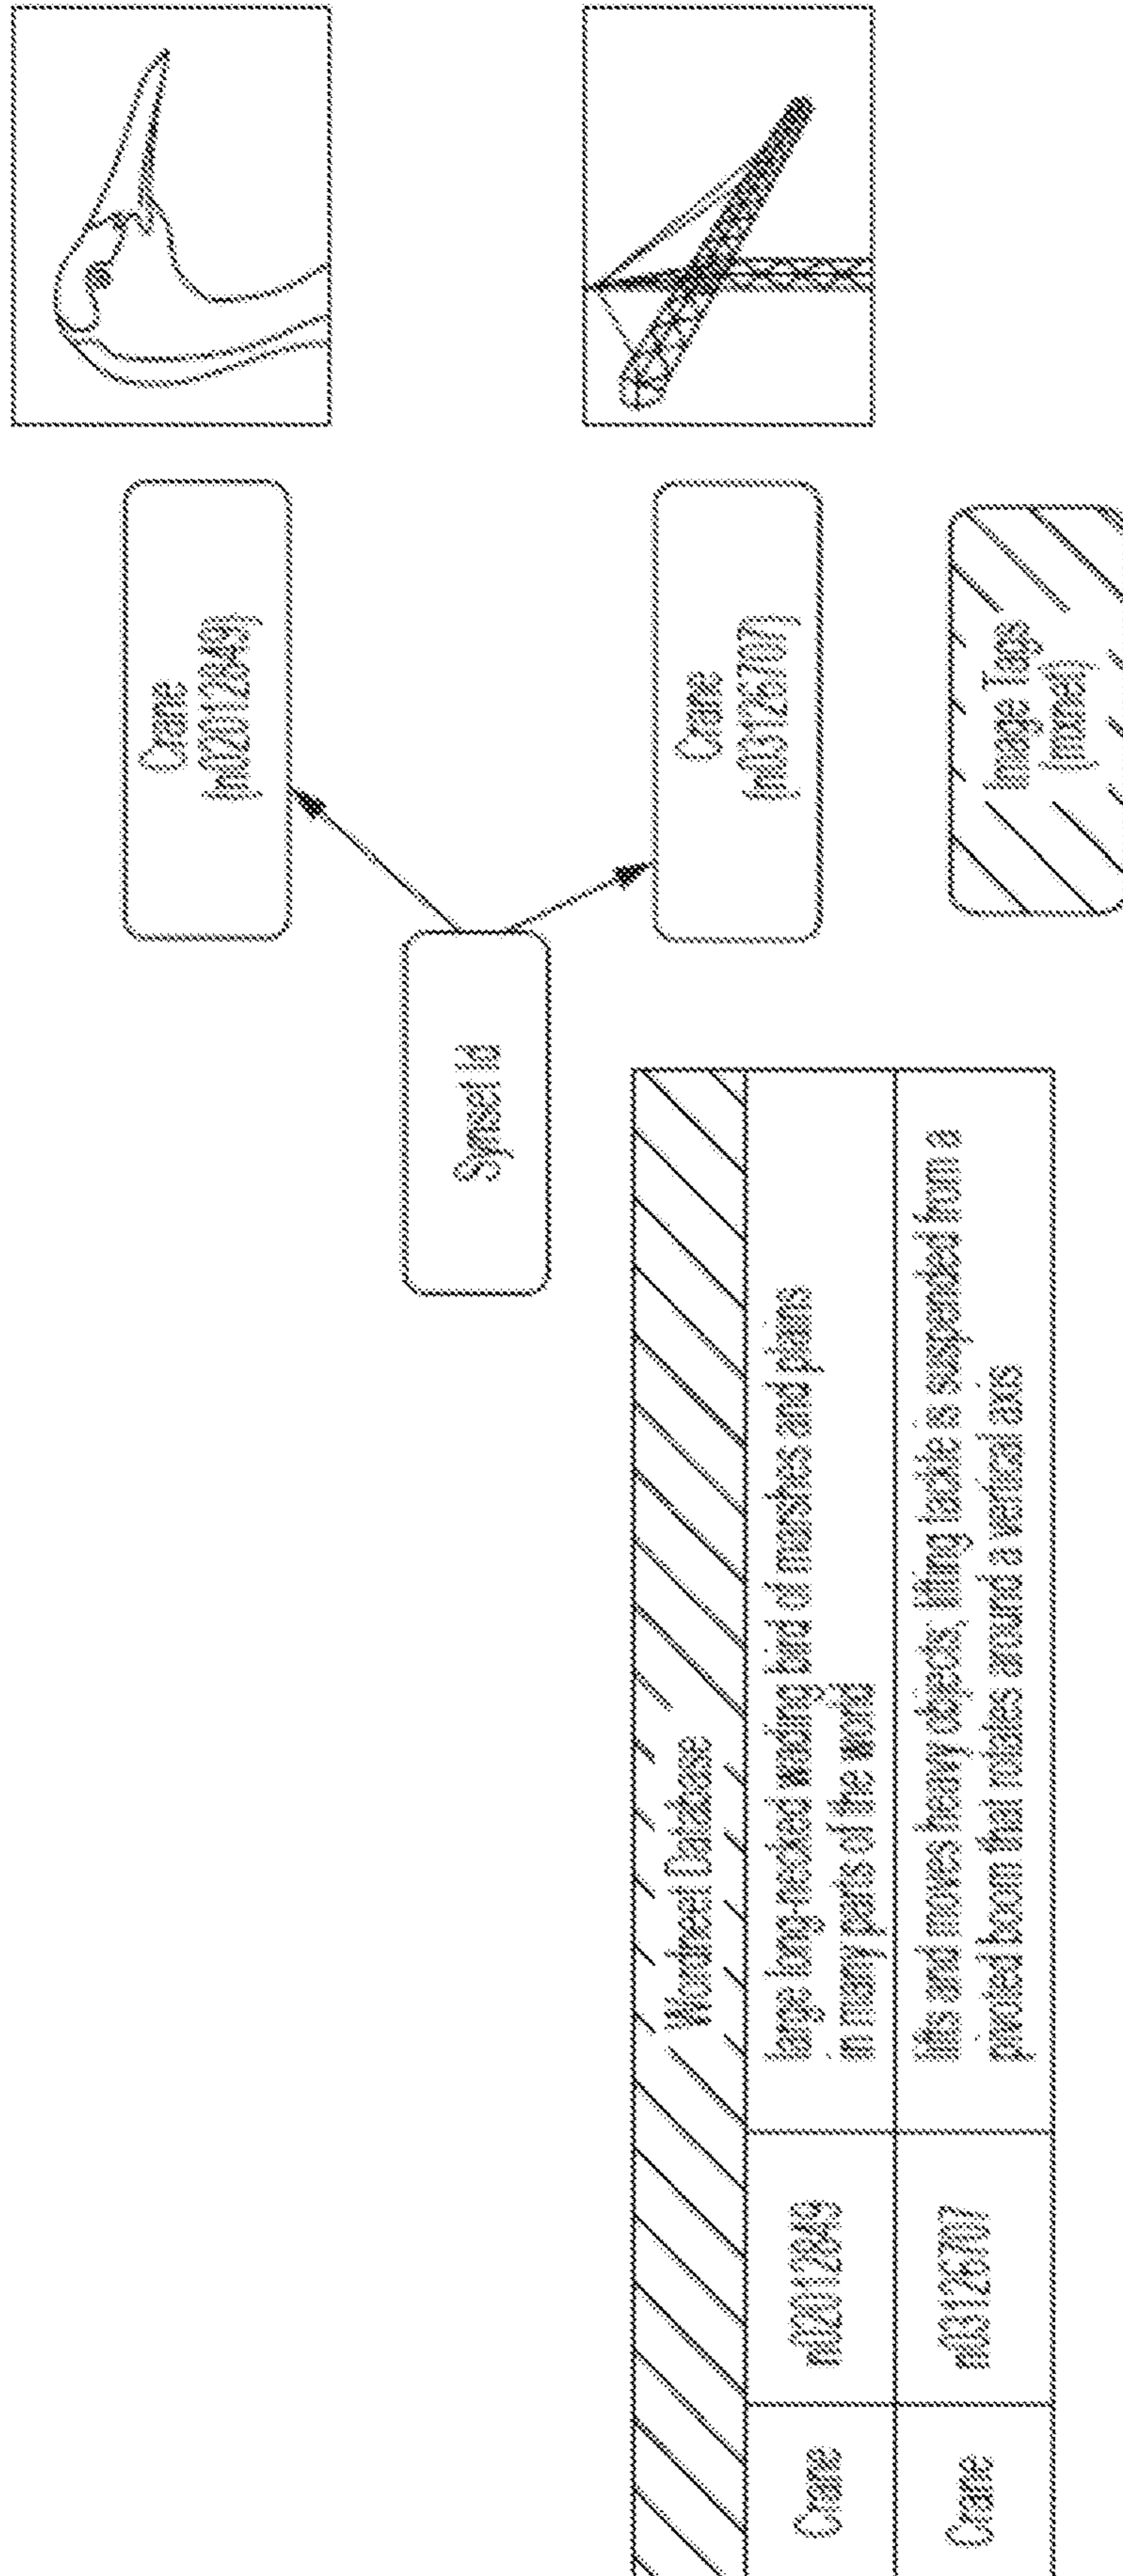 Crane
[n02012849]
Synset Id
Crane
[n03126707]
Wordneet Database
Crane
n02012849
large long-necked wading bird of marshes and plains
in many parts of the world
Crane
n03126707
lifts and moves heavy objects; lifting tackle is suspended from a
pivoted boom that rotates around a vertical axis
Image Tags